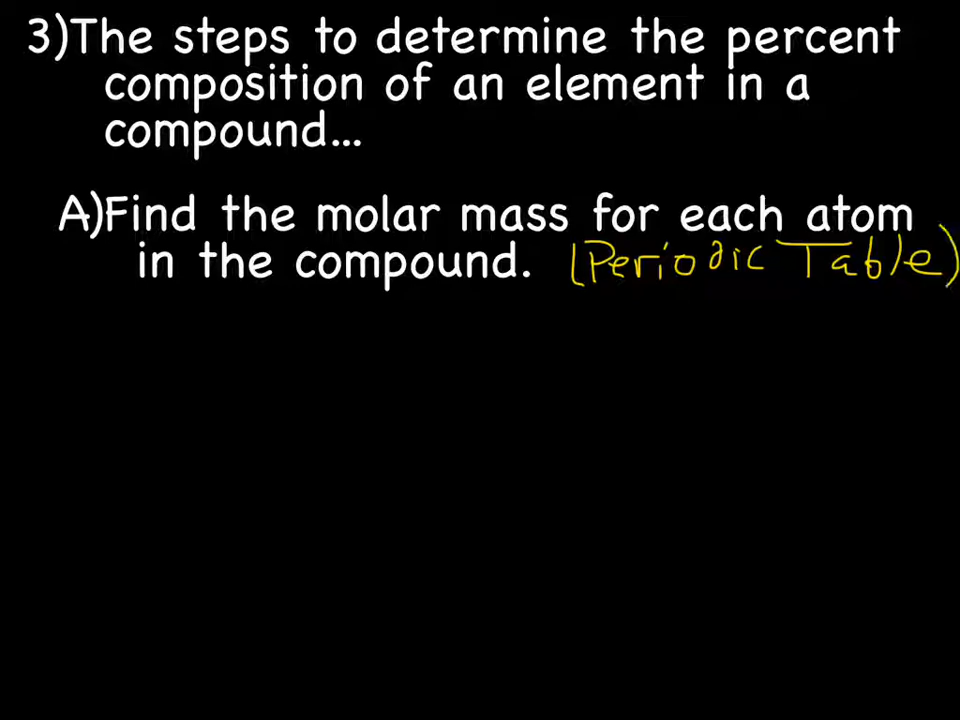 3)The steps to determine the percent
composition of an element in a
compound...
A)Find the molar mass for each atom
in the compound. (Periodic Table)